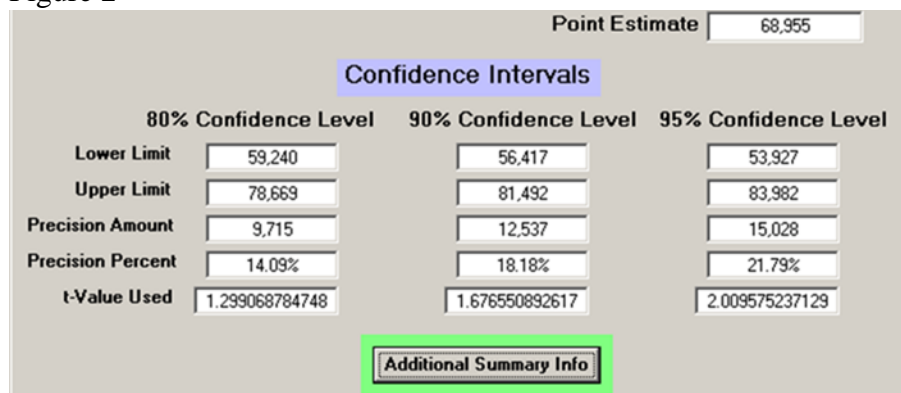 Point Estimate 68,955
Confidence Intervals
80% Confidence Level 90% Confidence Level 95% Confidence Level
Lower Limit 59,240 56,417 53,927
Upper Limit 78,669 81,492 83,982
Precision Amount 9,715 12,537 15,028
Precision Percent 14.09% 18.18% 21.79%
t-Value Used 1.299068784748 1.676550892617 2.009575237129
Additional Summary Info